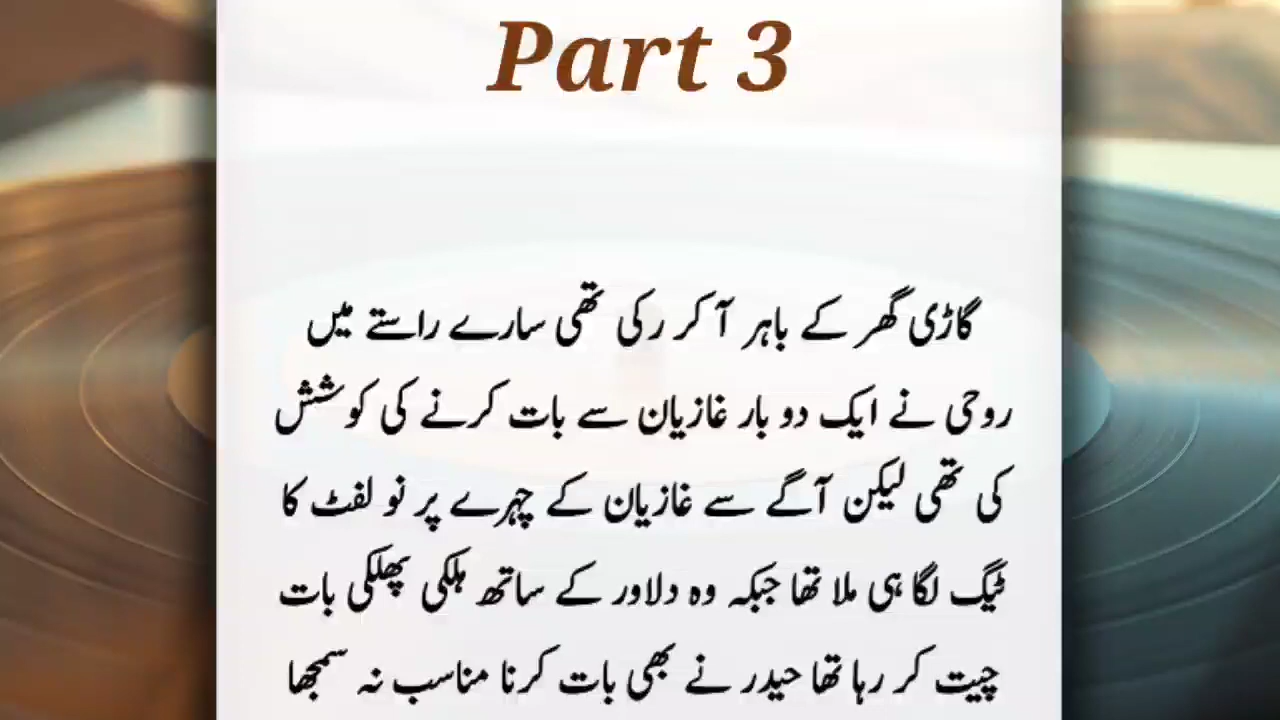 Part 3
گاڑی گھر کے باہر آ کر رکی تھی سارے راستے میں
روحی نے ایک دو بار غازیان سے بات کرنے کی کوشش
کی تھی لیکن آگے سے غازیان کے چہرے پر نو لفٹ کا
ٹیگ لگا ہی ملا تھا جبکہ وہ دلاور کے ساتھ ہلکی پھلکی بات
چیت کر رہا تھا حیدر نے بھی بات کرنا مناسب نہ سمجھا